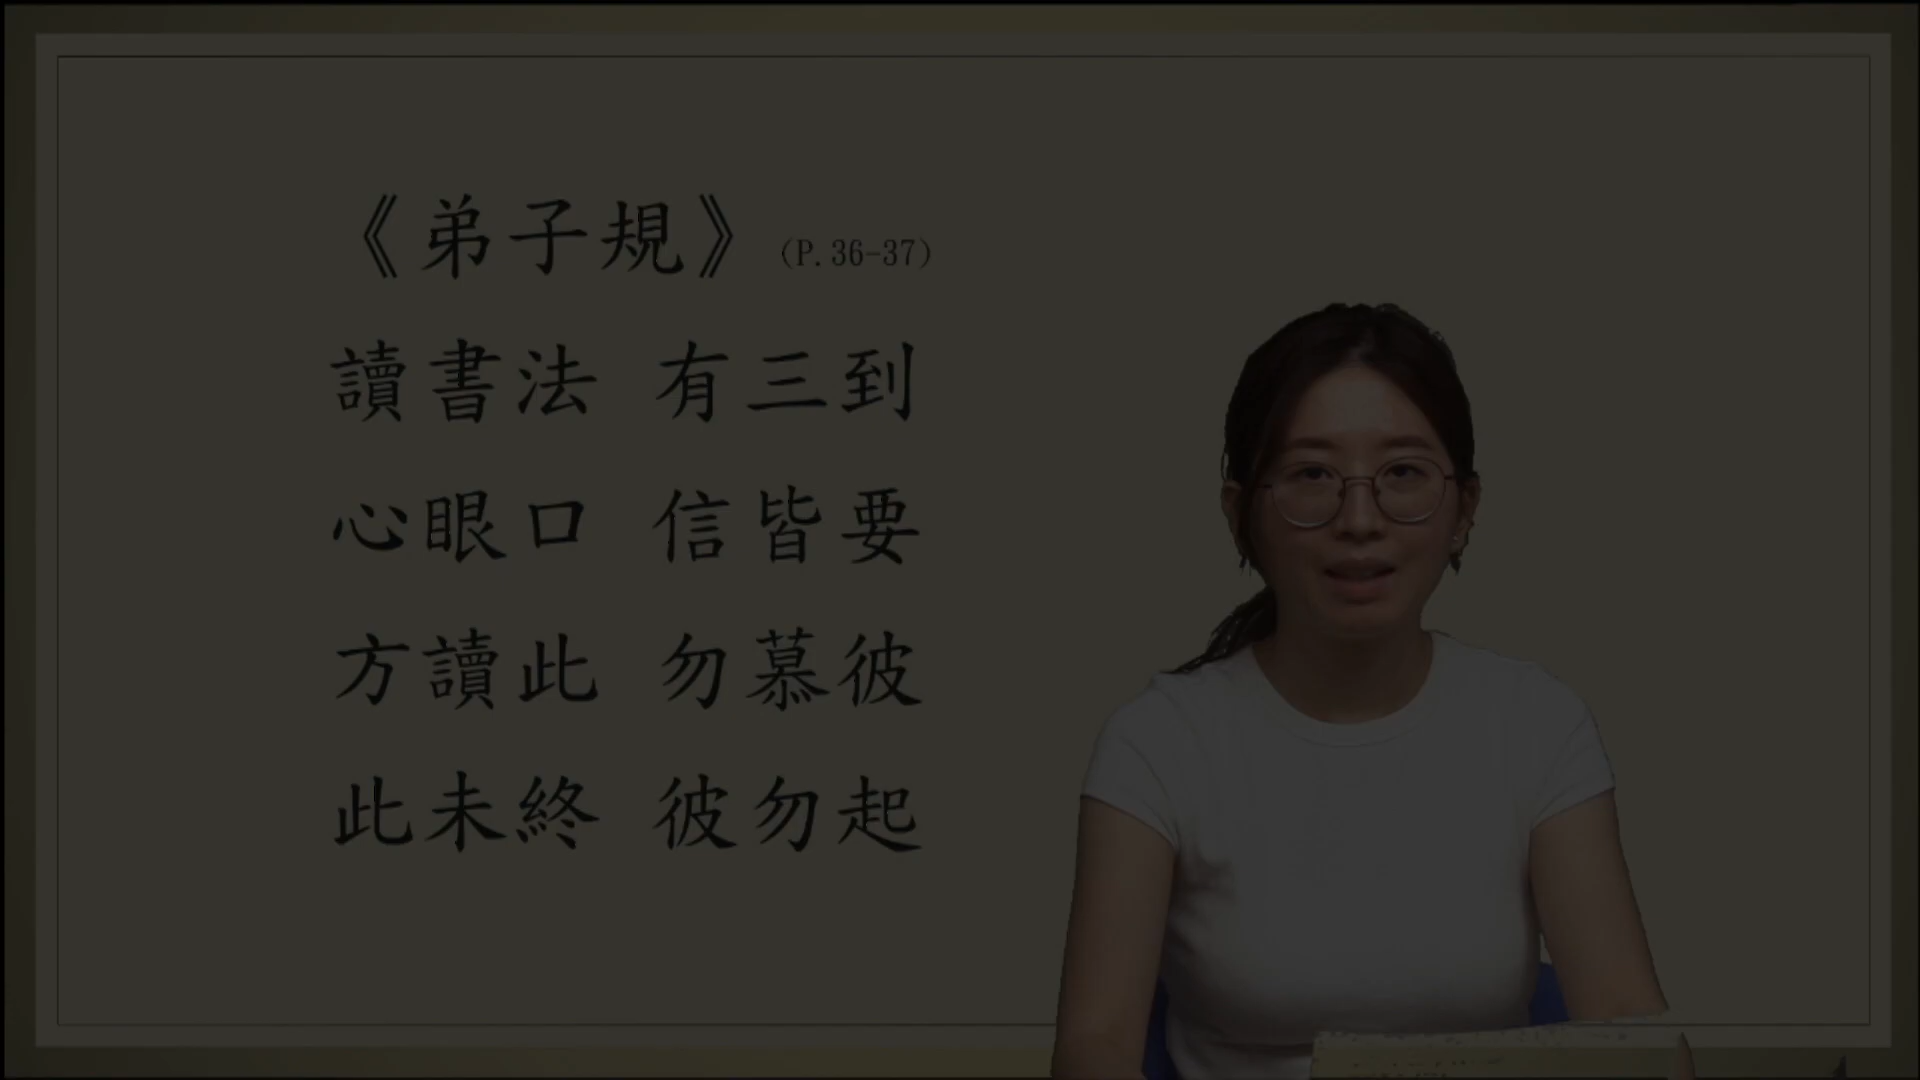 《弟子規》(P.36-37)
讀書法 有三到
心眼口 信皆要
方讀此 勿慕彼
此未終 彼勿起